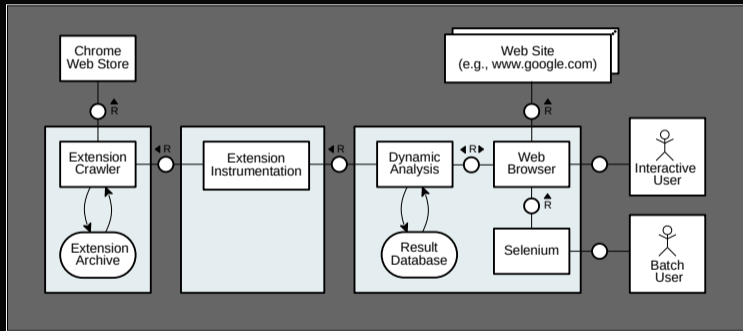 Chrome
Web Store
Web Site
(e.g., www.google.com)
R
R
R
R
R
Extension
Crawler
Extension
Instrumentation
Dynamic
Analysis
Web
Browser
Interactive
User
R
Extension
Archive
Result
Database
Selenium
Batch
User